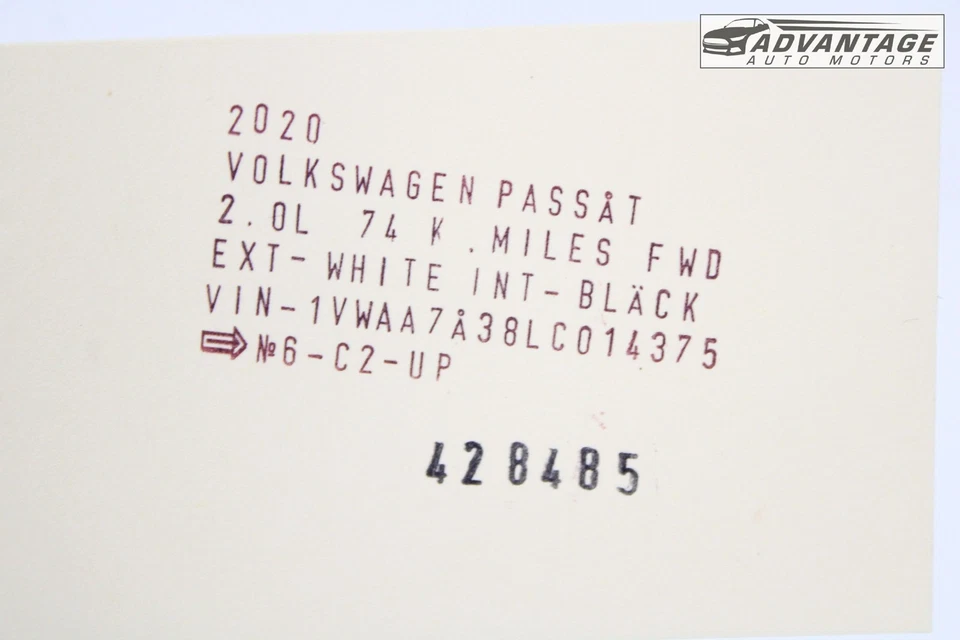 ADVANTAGE
AUTO MOTORS
2020
VOLKSWAGEN PASSÅT
2.0L 74 K .MILES FWD
EXT-WHITE INT-BLÄCK
VIN-1VWAA7Å38LC014375
⇒ №6-C2-UP
428485